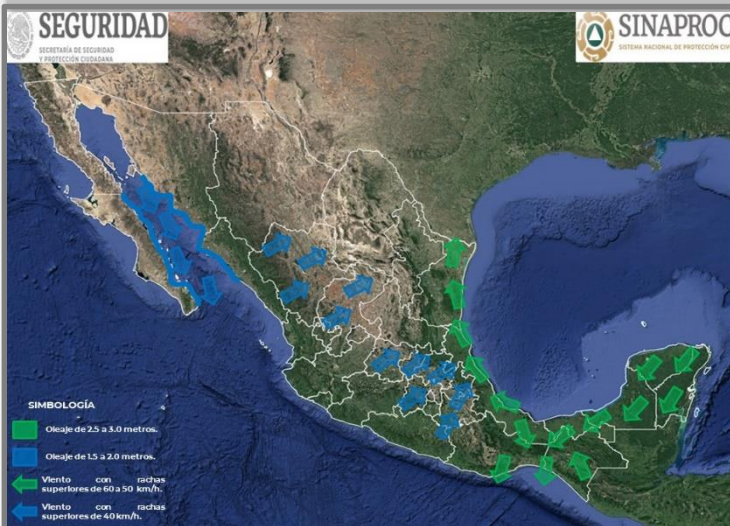 SEGURIDAD
SECRETARÍA DE SEGURIDAD
Y PROTECCIÓN CIUDADANA
SINAPROC
SISTEMA NACIONAL DE PROTECCIÓN CIV
SIMBOLOGÍA
Oleaje de 2.5 a 3.0 metros.
Oleaje de 1.5 a 2.0 metros.
Viento con rachas
superiores de 60 a 50 km/h.
Viento con rachas
superiores de 40 km/h.